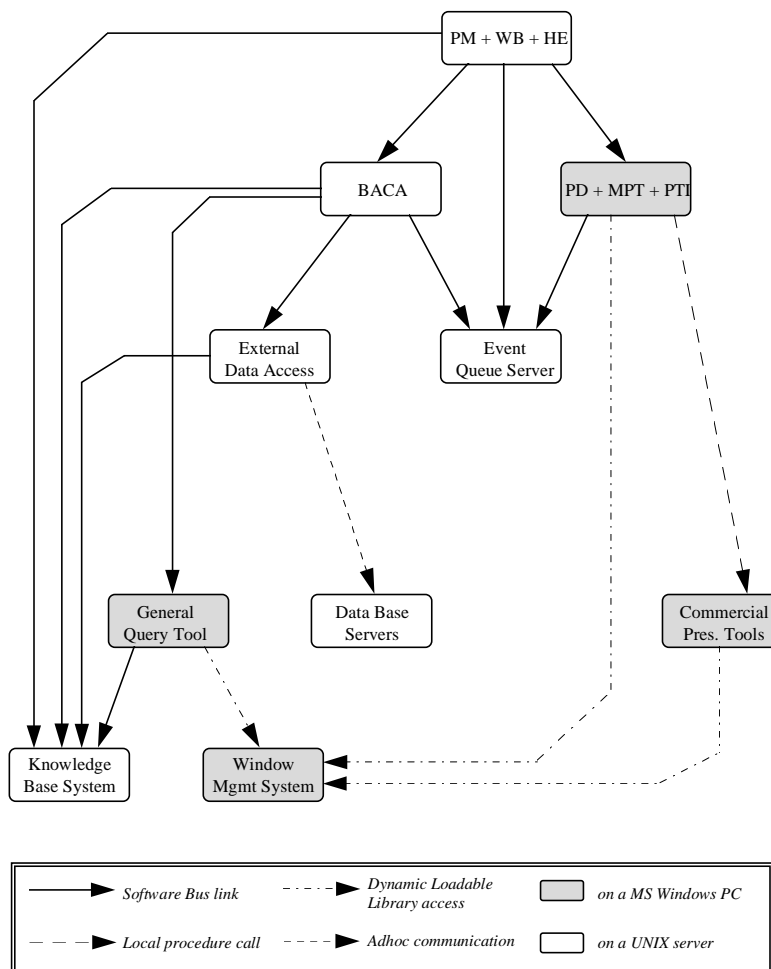 PM + WB + HE
BACA
PD + MPT + PTI
External
Data Access
Event
Queue Server
General
Query Tool
Data Base
Servers
Commercial
Pres. Tools
Knowledge
Base System
Window
Mgmt System
Software Bus link
Dynamic Loadable
Library access
on a MS Windows PC
Local procedure call
Adhoc communication
on a UNIX server